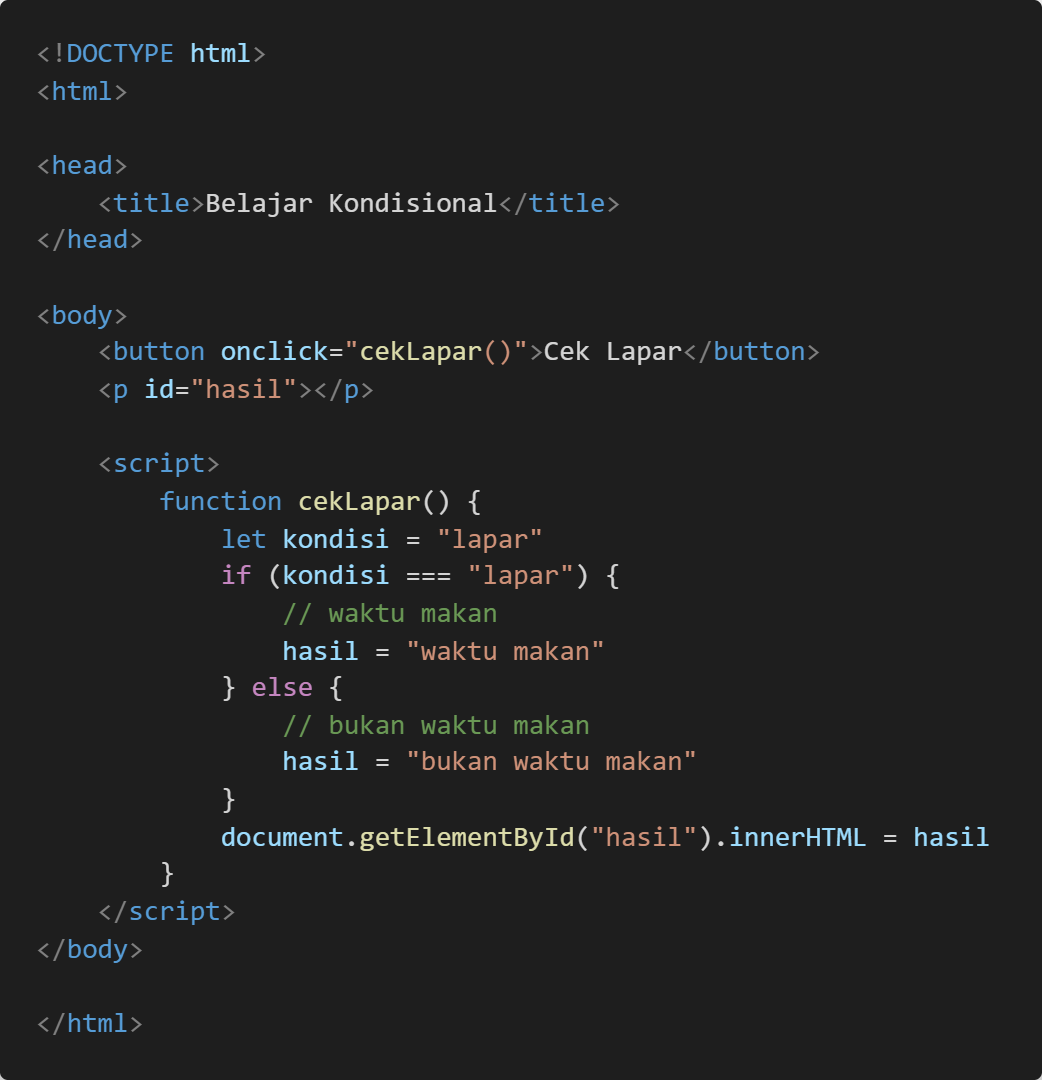 <!DOCTYPE html>
<html>
<head>
    <title>Belajar Kondisional</title>
</head>
<body>
    <button onclick="cekLapar()">Cek Lapar</button>
    <p id="hasil"></p>
    <script>
        function cekLapar() {
            let kondisi = "lapar"
            if (kondisi === "lapar") {
                // waktu makan
                hasil = "waktu makan"
            } else {
                // bukan waktu makan
                hasil = "bukan waktu makan"
            }
            document.getElementById("hasil").innerHTML = hasil
        }
    </script>
</body>
</html>